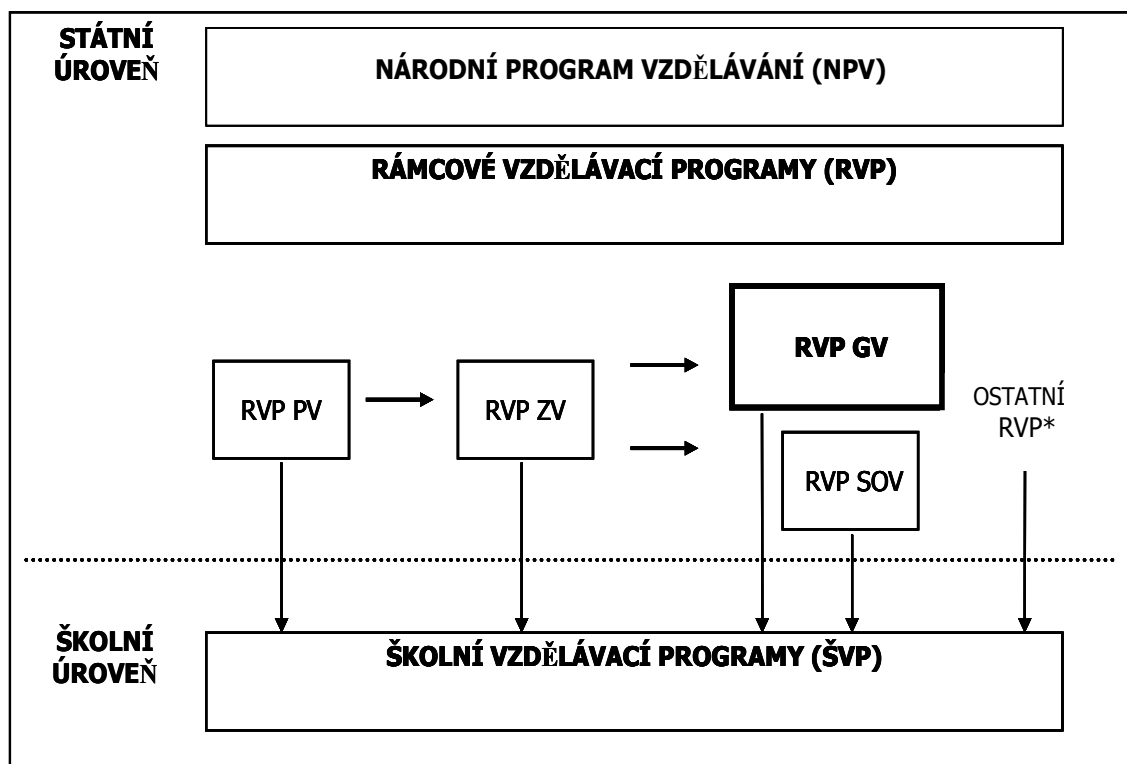 STÁTNÍ
ÚROVEŇ
NÁRODNÍ PROGRAM VZDĚLÁVÁNÍ (NPV)
RÁMCOVÉ VZDĚLÁVACÍ PROGRAMY (RVP)
RVP PV
RVP ZV
RVP GV
RVP SOV
OSTATNÍ
RVP*
ŠKOLNÍ
ÚROVEŇ
ŠKOLNÍ VZDĚLÁVACÍ PROGRAMY (ŠVP)